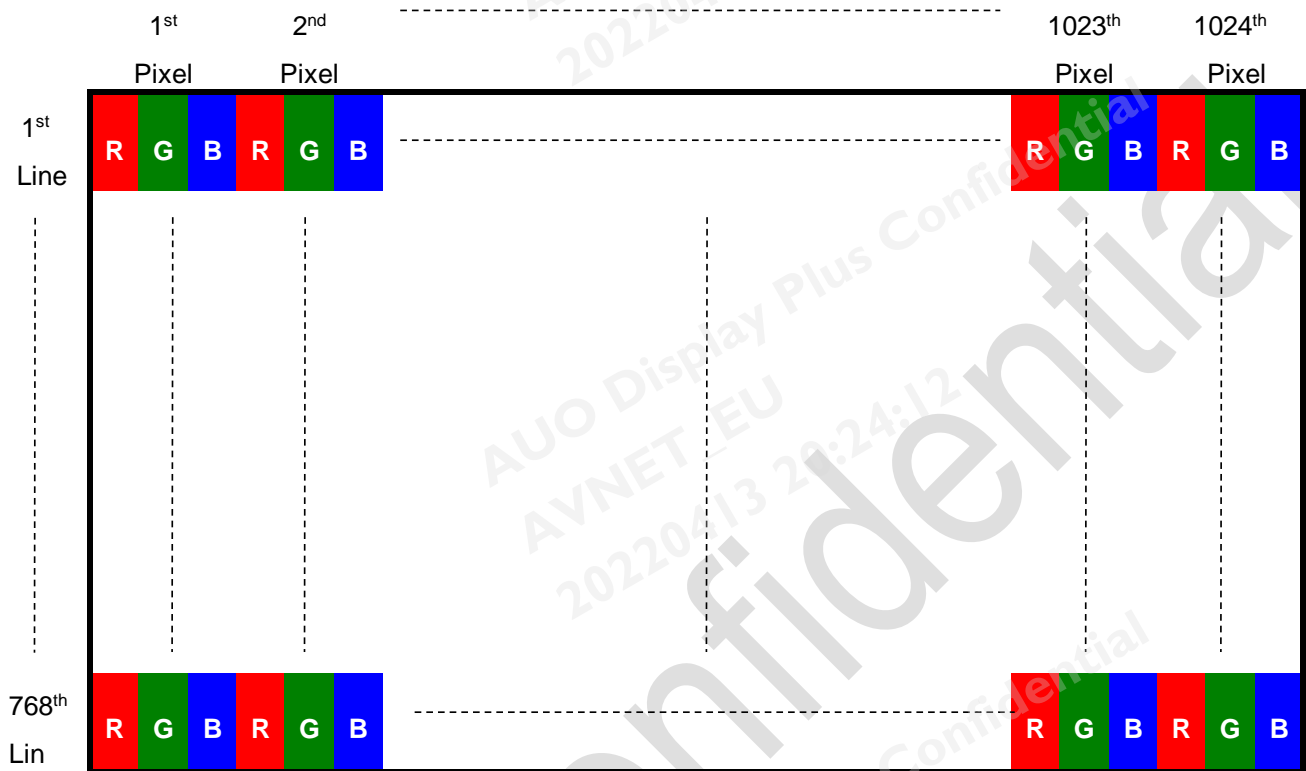 1st 2nd 1023th 1024th
Pixel Pixel Pixel Pixel
1st
Line
R G B R G B R G B R G B
AUO Display Plus Confidential
AVNET_EU
20220413 20:24:12
768th
Lin
R G B R G B R G B R G B
Confidential